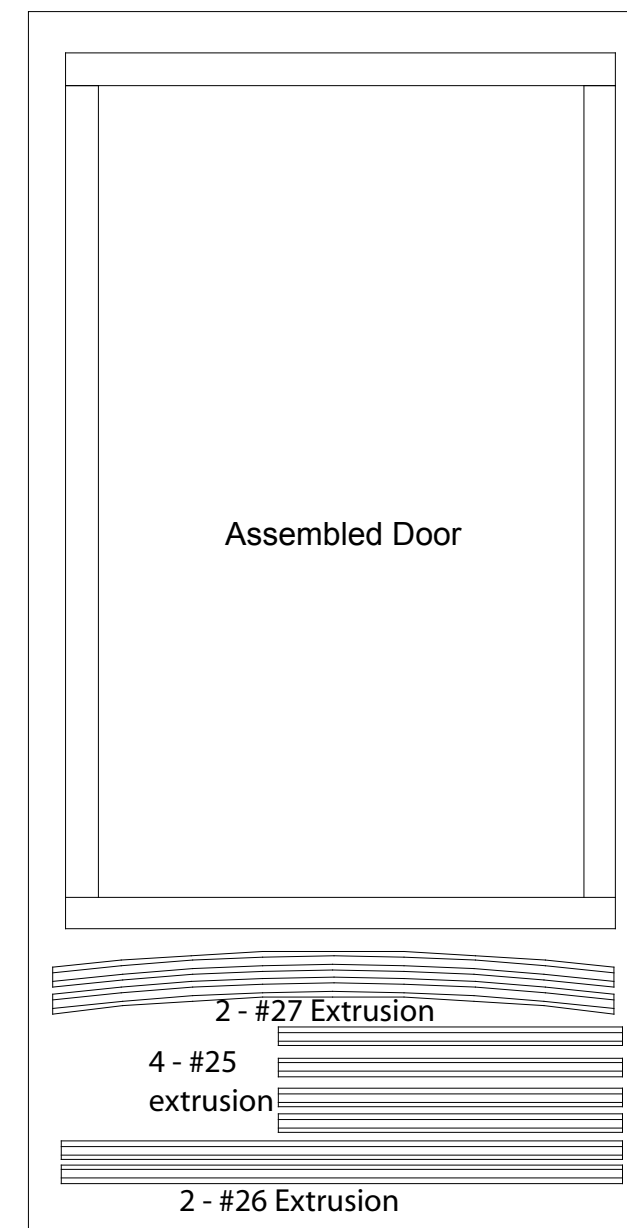 Assembled Door
2 - #27 Extrusion
4 - #25
extrusion
2 - #26 Extrusion